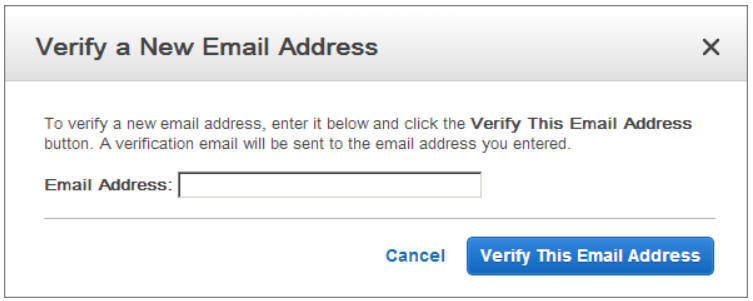 Verify a New Email Address
To verify a new email address, enter it below and click the Verify This Email Address
button. A verification email will be sent to the email address you entered.
Email Address:
Cancel Verify This Email Address